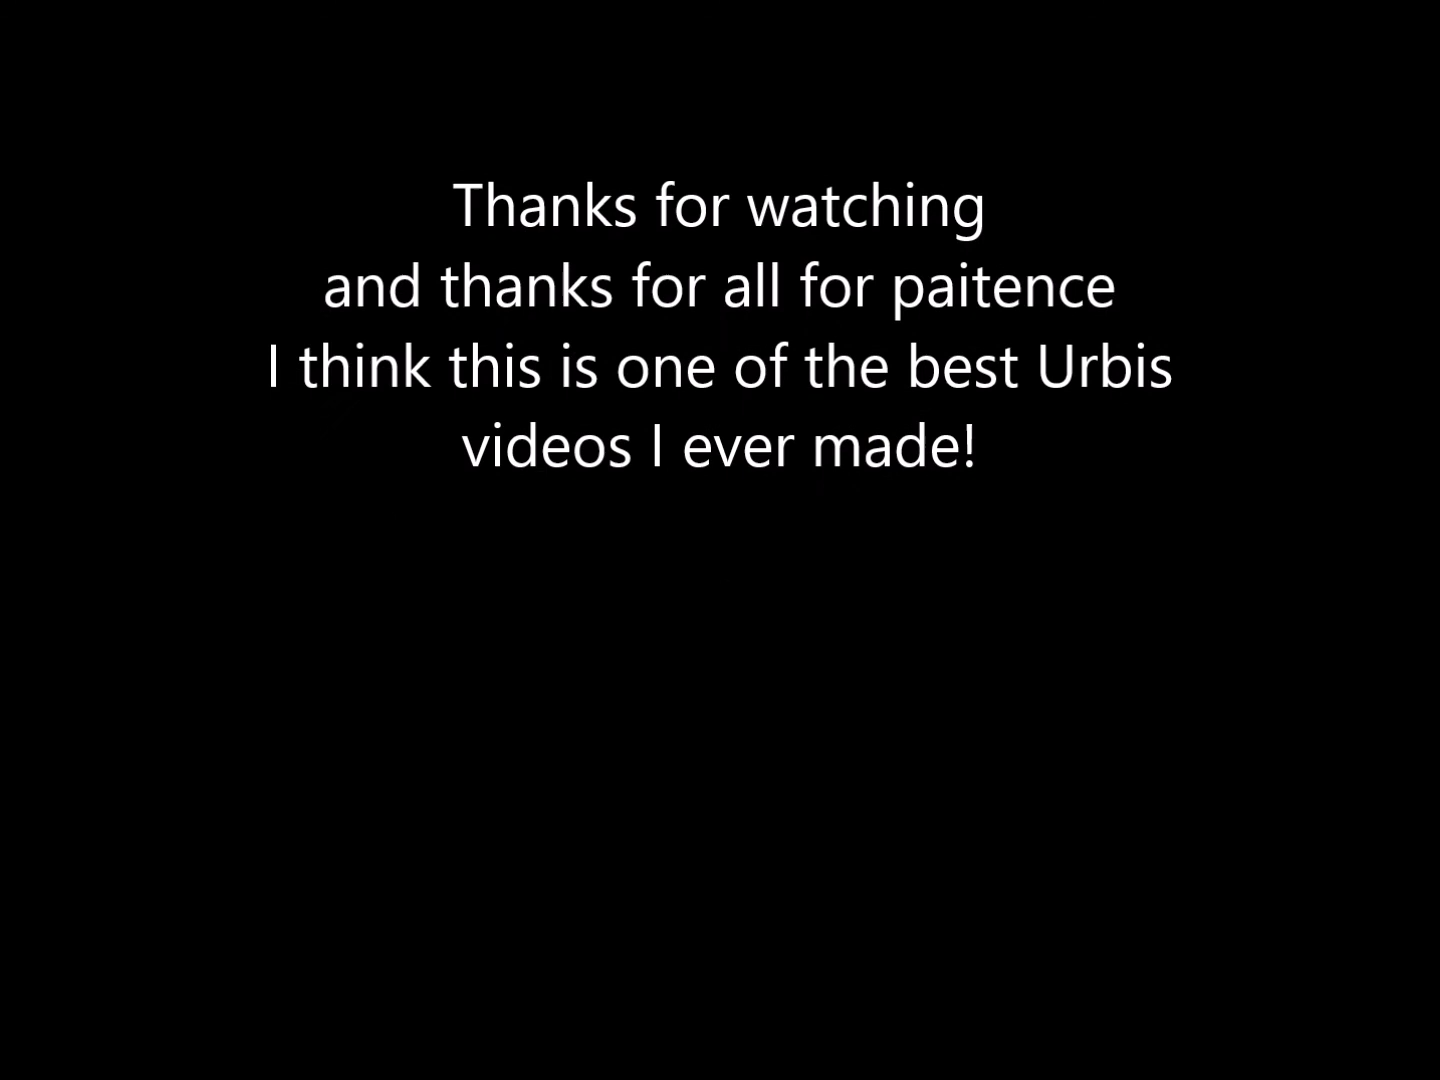 Thanks for watching
and thanks for all for paitence
I think this is one of the best Urbis
videos I ever made!